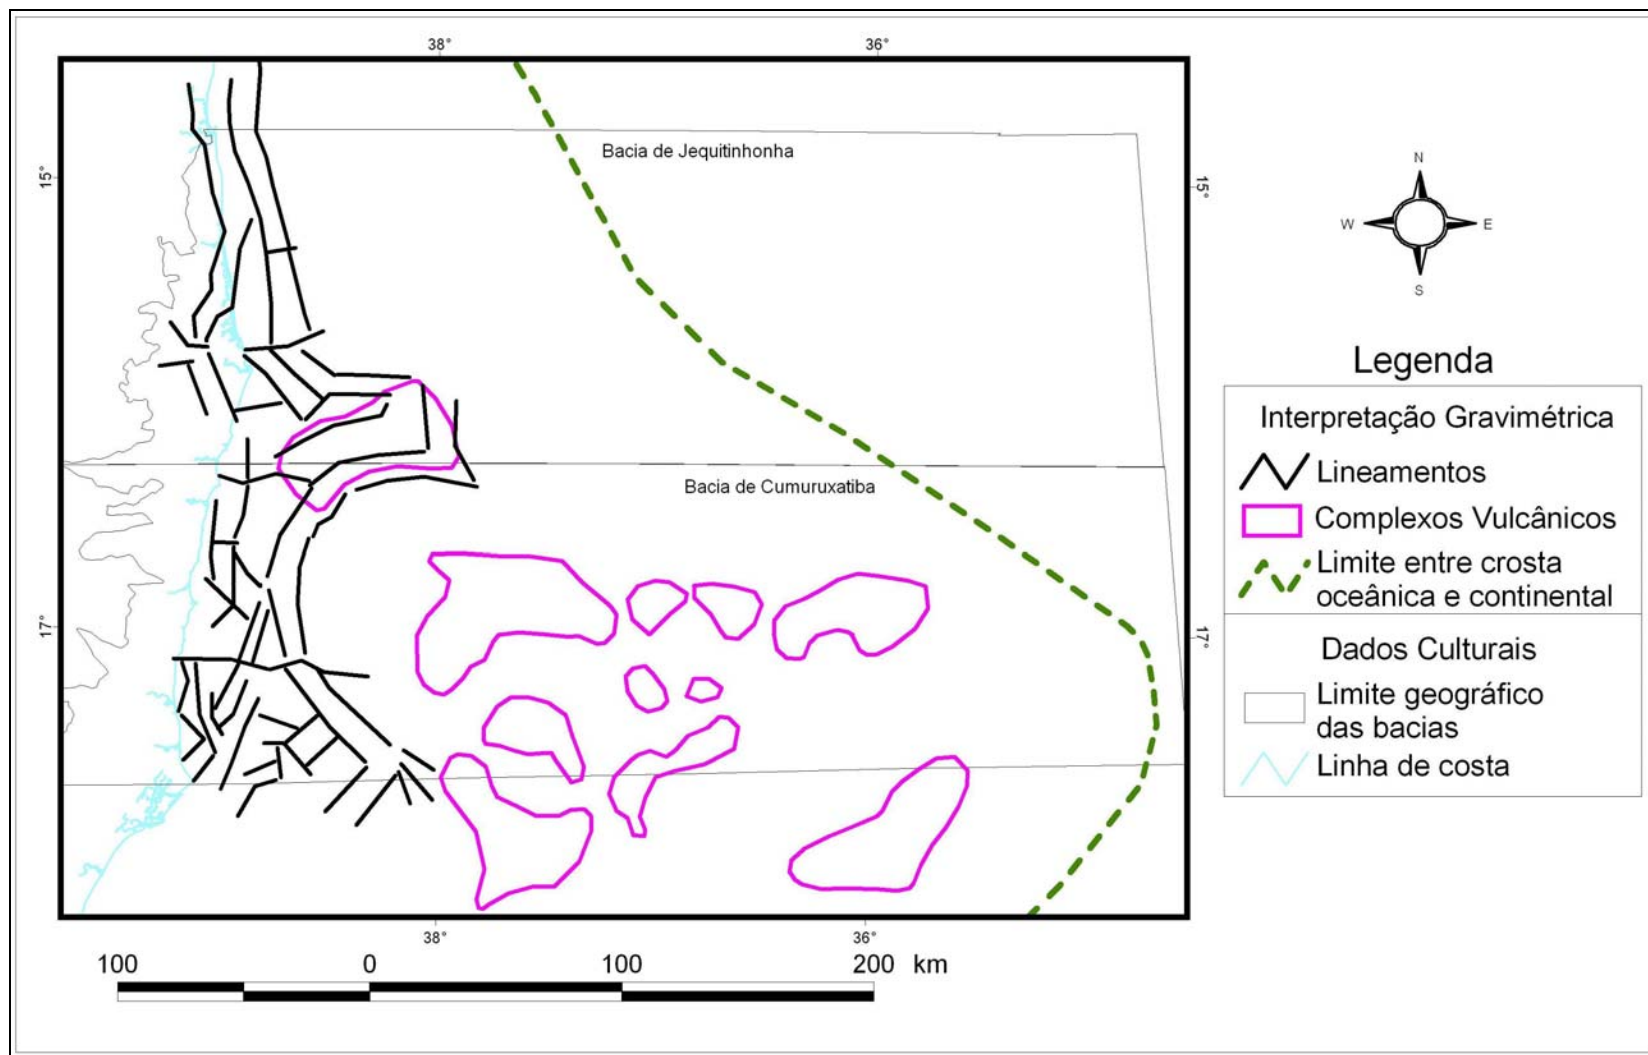 38°
36°
15°
Bacia de Jequitinhonha
15°
N
W
E
S
Legenda
Interpretação Gravimétrica
Lineamentos
Bacia de Cumuruxatiba
Complexos Vulcânicos
Limite entre crosta
oceânica e continental
17°
17°
Dados Culturais
Limite geográfico
das bacias
Linha de costa
38°
36°
100
0
100
200
km